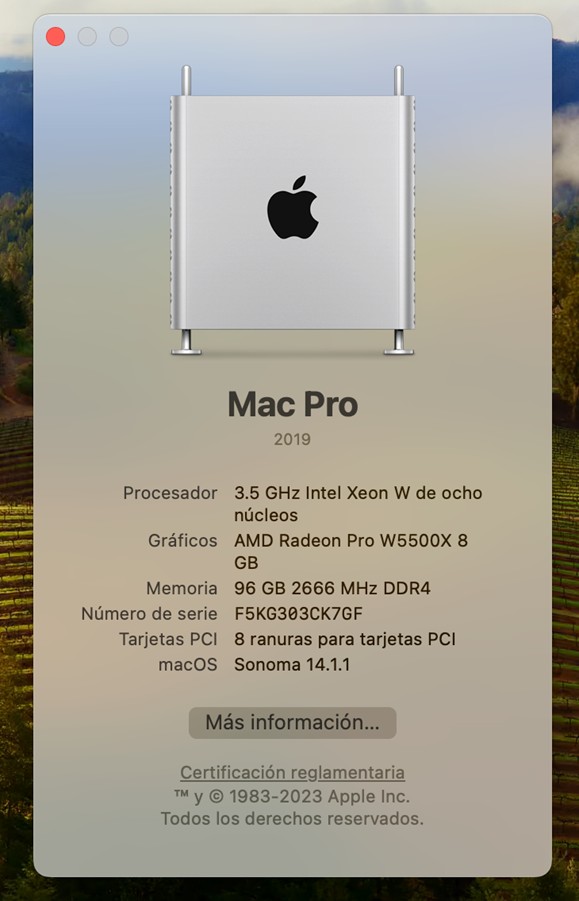 Mac Pro
2019
Procesador 3.5 GHz Intel Xeon W de ocho
núcleos
Gráficos AMD Radeon Pro W5500X 8
GB
Memoria 96 GB 2666 MHz DDR4
Número de serie F5KG303CK7GF
Tarjetas PCI 8 ranuras para tarjetas PCI
macOS Sonoma 14.1.1
Más información...
Certificación reglamentaria
™ y © 1983-2023 Apple Inc.
Todos los derechos reservados.